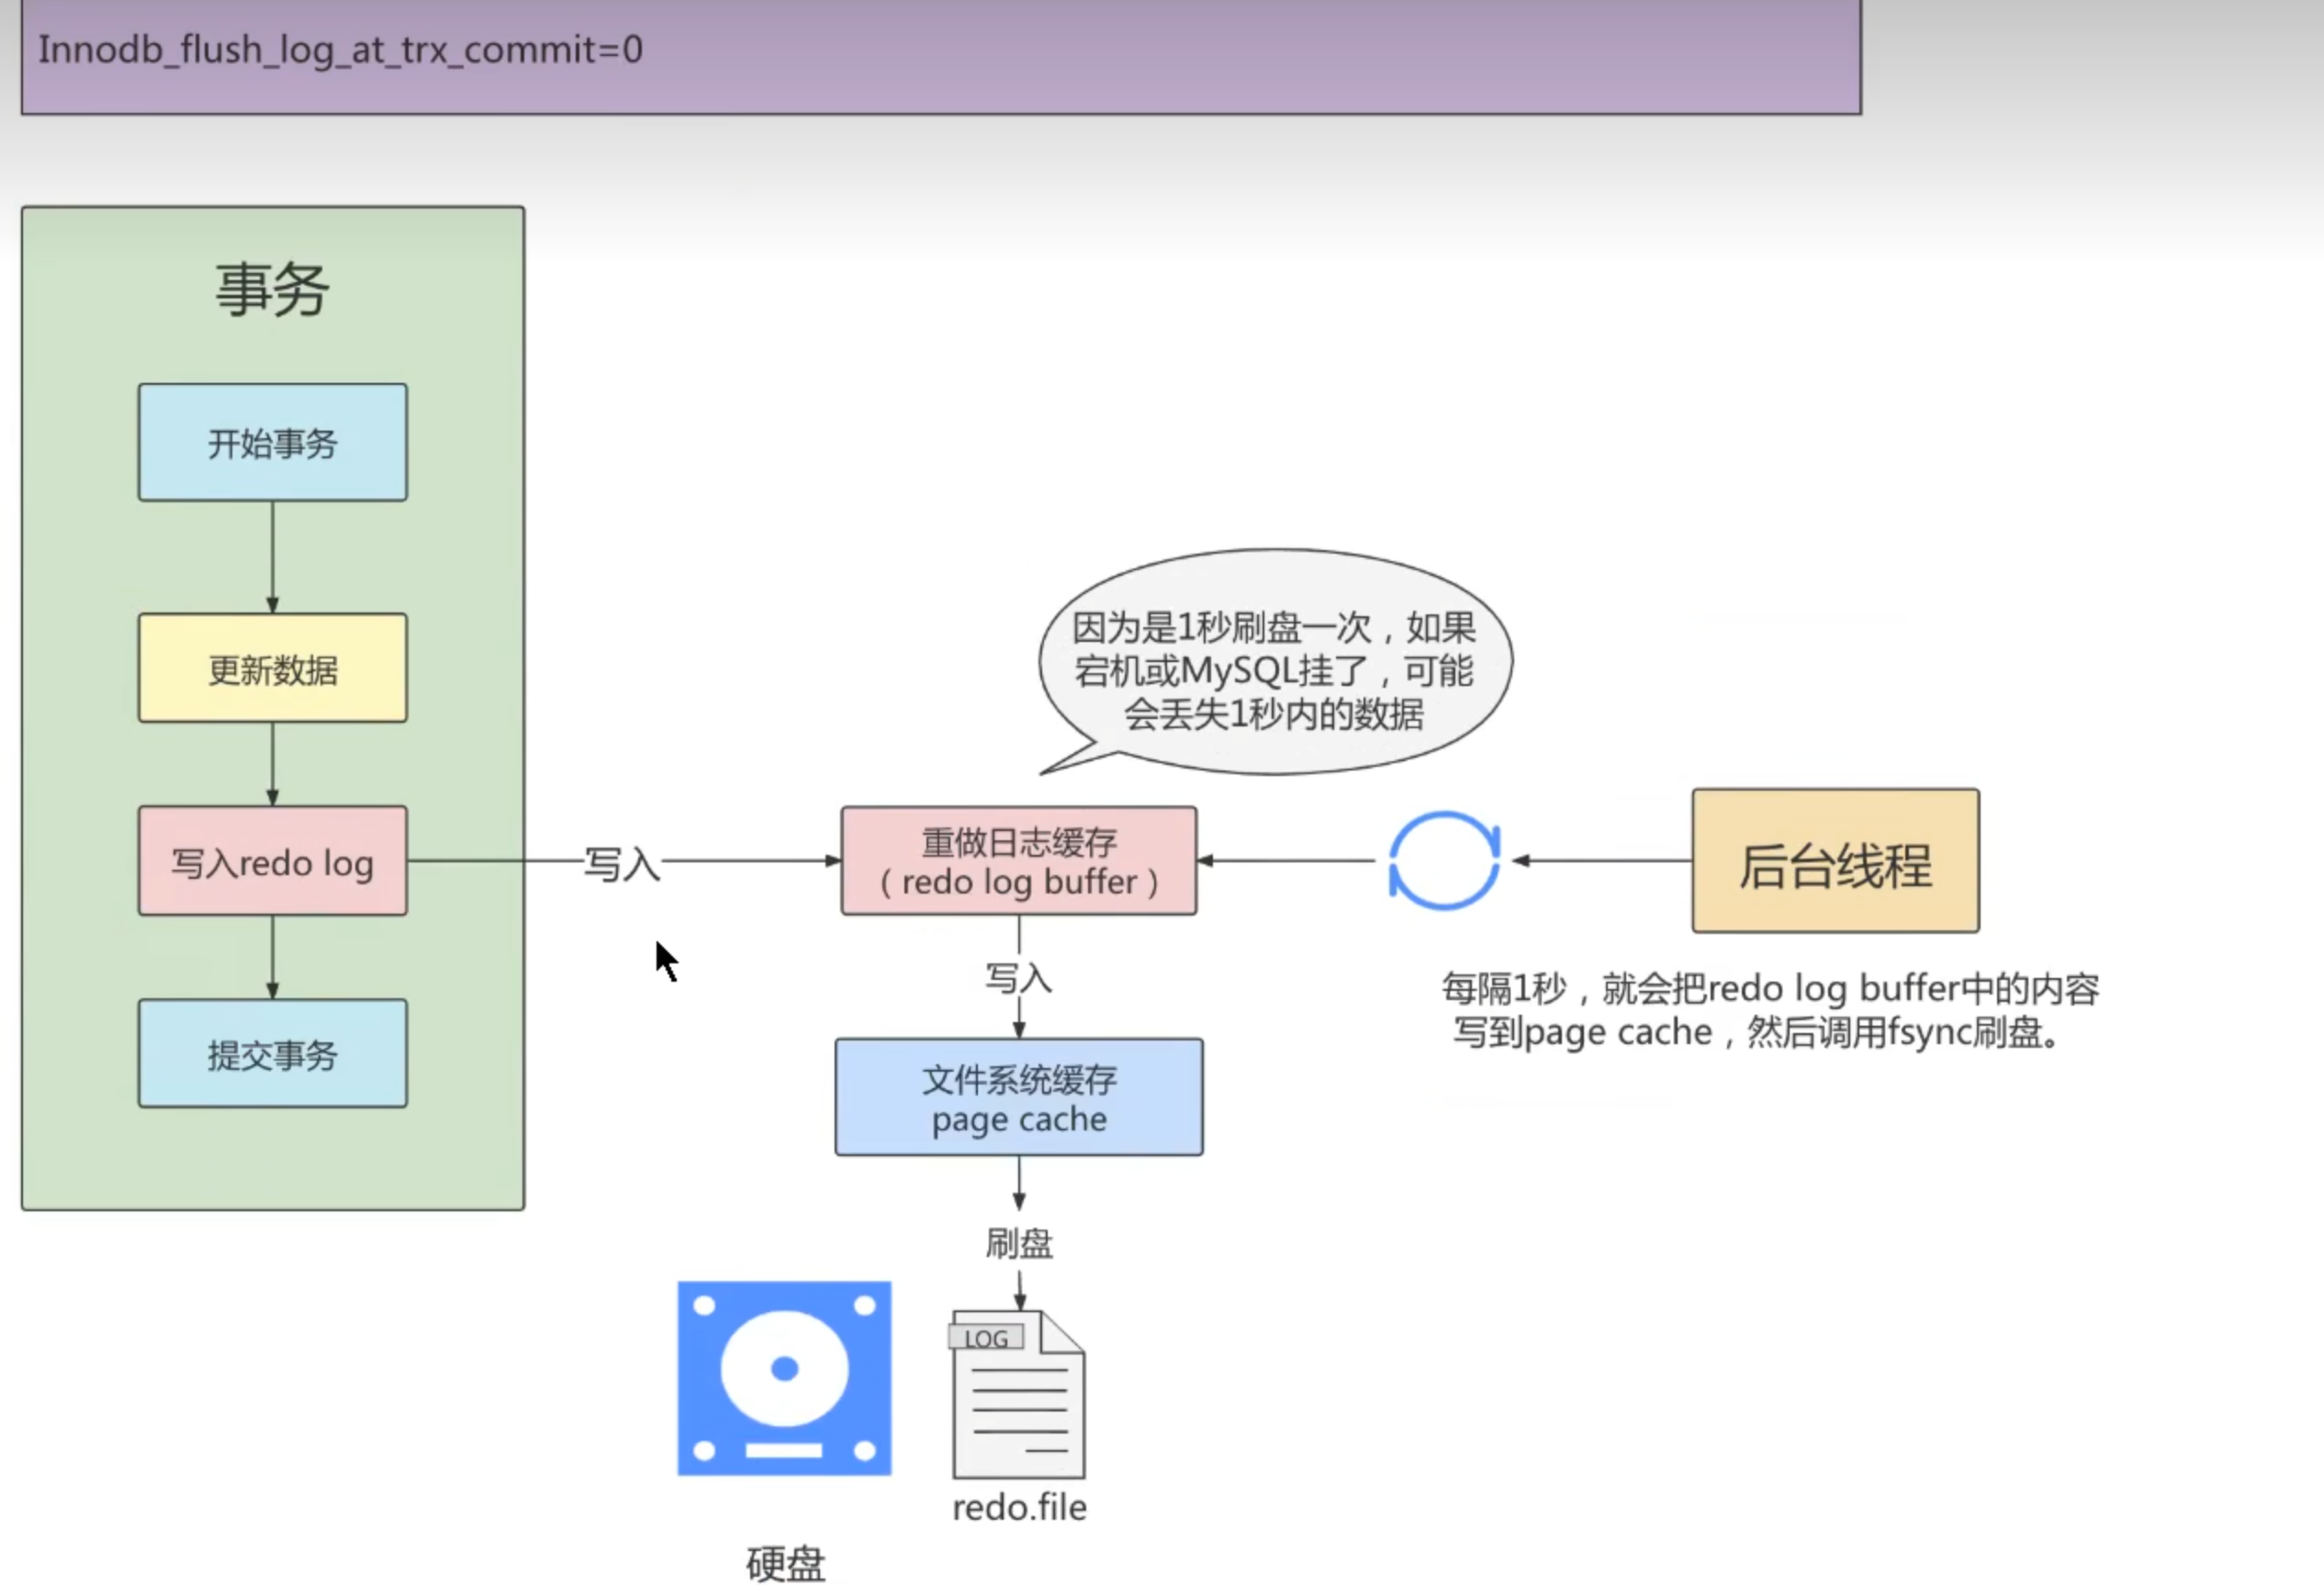 Innodb_flush_log_at_trx_commit=0
事务
开始事务
更新数据
写入redo log
提交事务
写入
因为是1秒刷盘一次，如果
宕机或MySQL挂了，可能
会丢失1秒内的数据
重做日志缓存
（ redo log buffer ）
后台线程
每隔1秒，就会把redo log buffer中的内容
写到page cache，然后调用fsync刷盘。
写入
文件系统缓存
page cache
刷盘
LOG
redo.file
硬盘